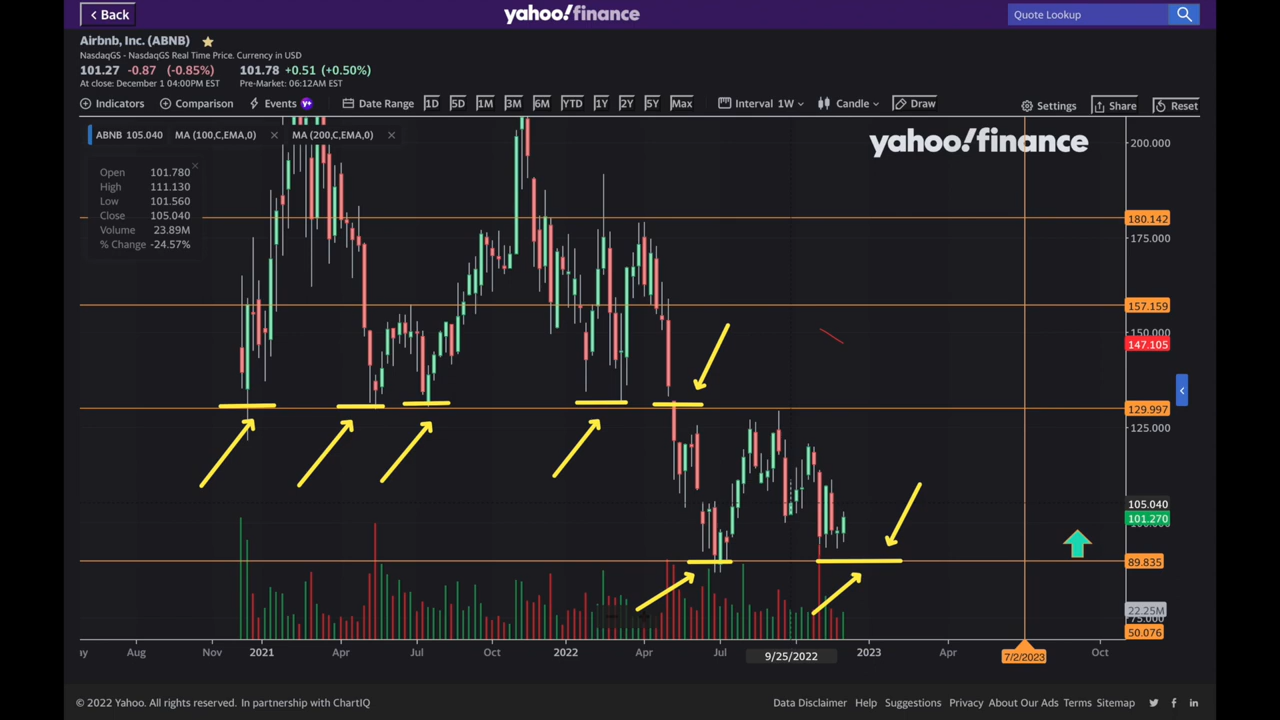 Back
yahoo!finance
Quote Lookup
Airbnb, Inc. (ABNB)
NasdaqGS - NasdaqGS Real Time Price. Currency in USD
101.27 -0.87 (-0.85%) 101.78 +0.51 (+0.50%)
At close: December 1 04:00PM EST Pre-Market: 06:12AM EST
Indicators Comparison Events Y+ Date Range 1D 5D 1M 3M 6M YTD 1Y 2Y 5Y Max Interval 1W Candle Draw Settings Share Reset
ABNB 105.040 MA (100,C,EMA,0) MA (200,C,EMA,0)
yahoo!finance
Open 101.780
High 111.130
Low 101.560
Close 105.040
Volume 23.89M
% Change -24.57%
200.000
180.142
175.000
157.159
150.000
147.105
129.997
125.000
105.040
101.270
89.835
22.25M
75.000
50.076
Aug Nov 2021 Apr Jul Oct 2022 Apr Jul 9/25/2022 2023 Apr 7/2/2023 Oct
© 2022 Yahoo. All rights reserved. In partnership with ChartIQ
Data Disclaimer Help Suggestions Privacy About Our Ads Terms Sitemap